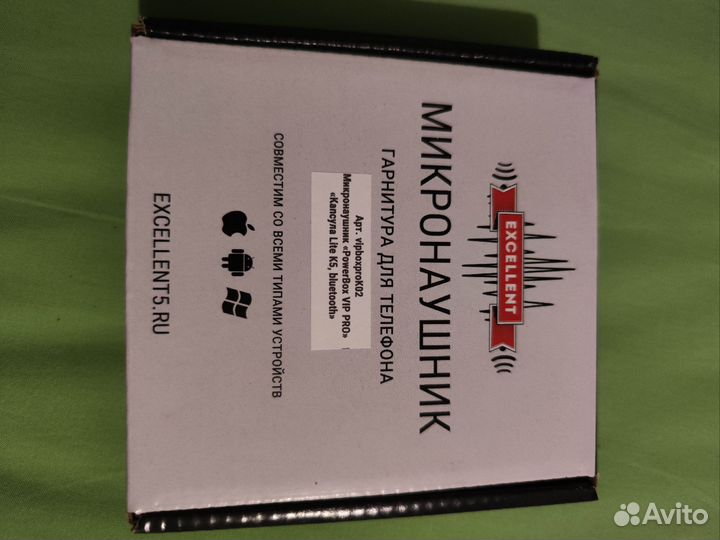 EXCELLENT
МИКРОНАУШНИК
ГАРНИТУРА ДЛЯ ТЕЛЕФОНА
Арт. vipboxproK02
Микронаушник «PowerBox VIP PRO»
«Капсула Lite K5, bluetooth»
СОВМЕСТИМ СО ВСЕМИ ТИПАМИ УСТРОЙСТВ
EXCELLENT5.RU
Avito